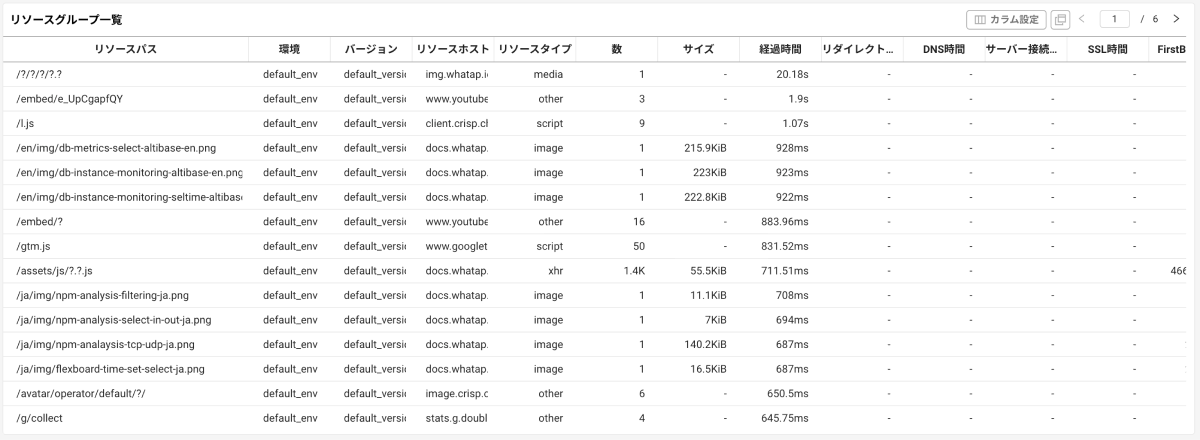 リソースグループ一覧 カラム設定 1 / 6
リソースパス 環境 バージョン リソースホスト リソースタイプ 数 サイズ 経過時間 リダイレクト... DNS時間 サーバー接続... SSL時間 FirstB
/?/?/?/?.? default_env default_versi img.whatap.i media 1 - 20.18s - - - -
/embed/e_UpCgapfQY default_env default_versi www.youtube other 3 - 1.9s - - - -
/l.js default_env default_versi client.crisp.cl script 9 - 1.07s - - - -
/en/img/db-metrics-select-altibase-en.png default_env default_versi docs.whatap. image 1 215.9KiB 928ms - - - -
/en/img/db-instance-monitoring-altibase-en.png default_env default_versi docs.whatap. image 1 223KiB 923ms - - - -
/en/img/db-instance-monitoring-seltime-altibas default_env default_versi docs.whatap. image 1 222.8KiB 922ms - - - -
/embed/? default_env default_versi www.youtube other 16 - 883.96ms - - - -
/gtm.js default_env default_versi www.googlet script 50 - 831.52ms - - - -
/assets/js/?.?.js default_env default_versi docs.whatap. xhr 1.4K 55.5KiB 711.51ms - - - - 466
/ja/img/npm-analysis-filtering-ja.png default_env default_versi docs.whatap. image 1 11.1KiB 708ms - - - -
/ja/img/npm-analysis-select-in-out-ja.png default_env default_versi docs.whatap. image 1 7KiB 694ms - - - -
/ja/img/npm-analaysis-tcp-udp-ja.png default_env default_versi docs.whatap. image 1 140.2KiB 687ms - - - -
/ja/img/flexboard-time-set-select-ja.png default_env default_versi docs.whatap. image 1 16.5KiB 687ms - - - -
/avatar/operator/default/?/ default_env default_versi image.crisp.c other 6 - 650.5ms - - - -
/g/collect default_env default_versi stats.g.doubl other 4 - 645.75ms - - - -